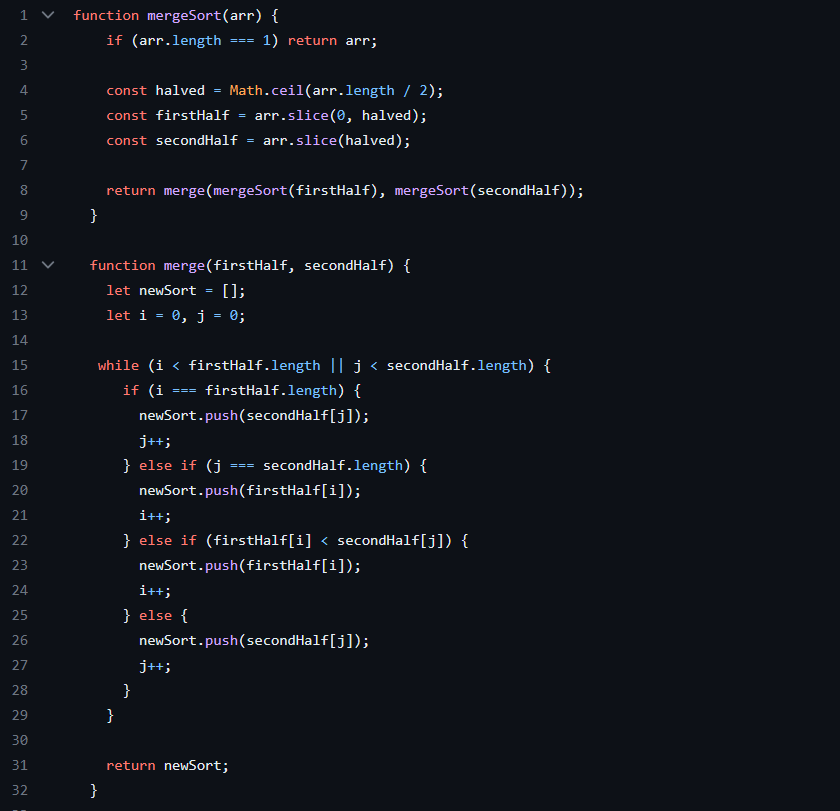 1 function mergeSort(arr) {
2 if (arr.length === 1) return arr;
3
4 const halved = Math.ceil(arr.length / 2);
5 const firstHalf = arr.slice(0, halved);
6 const secondHalf = arr.slice(halved);
7
8 return merge(mergeSort(firstHalf), mergeSort(secondHalf));
9 }
10
11 function merge(firstHalf, secondHalf) {
12 let newSort = [];
13 let i = 0, j = 0;
14
15 while (i < firstHalf.length || j < secondHalf.length) {
16 if (i === firstHalf.length) {
17 newSort.push(secondHalf[j]);
18 j++;
19 } else if (j === secondHalf.length) {
20 newSort.push(firstHalf[i]);
21 i++;
22 } else if (firstHalf[i] < secondHalf[j]) {
23 newSort.push(firstHalf[i]);
24 i++;
25 } else {
26 newSort.push(secondHalf[j]);
27 j++;
28 }
29 }
30
31 return newSort;
32 }